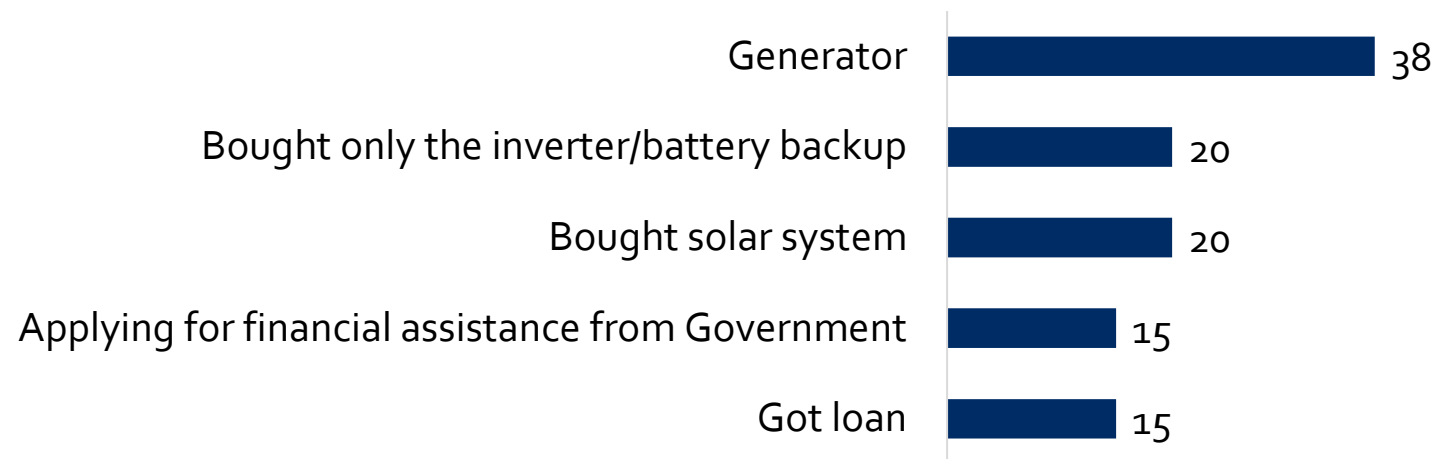 Generator 38
Bought only the inverter/battery backup 20
Bought solar system 20
Applying for financial assistance from Government 15
Got loan 15